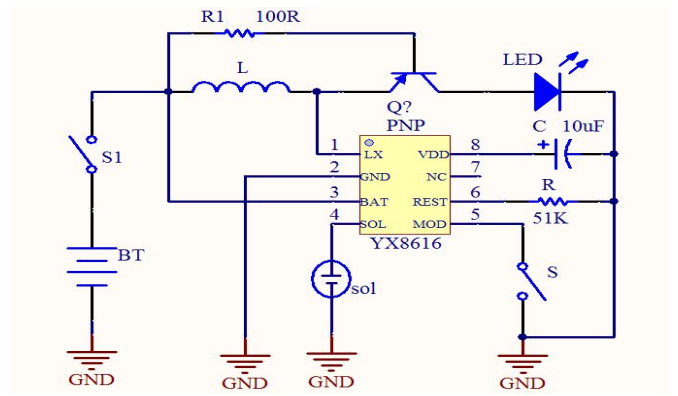 R1 100R
L
LED
Q?
PNP
C 10uF
+
S1
1 LX VDD 8
2 GND NC 7
3 BAT REST 6
R
51K
4 SOL MOD 5
YX8616
BT
sol
S
GND
GND
GND
GND